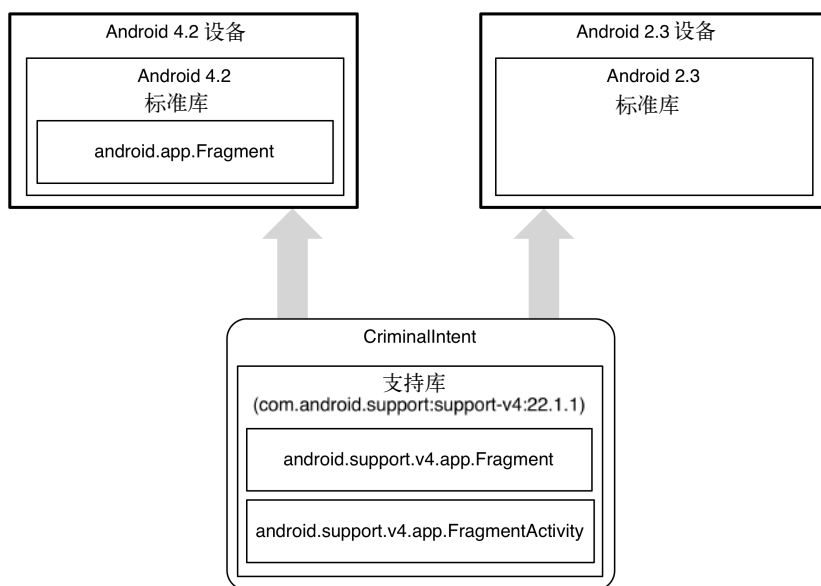 Android 4.2 设备
Android 4.2
标准库
android.app.Fragment
Android 2.3 设备
Android 2.3
标准库
CriminalIntent
支持库
(com.android.support:support-v4:22.1.1)
android.support.v4.app.Fragment
android.support.v4.app.FragmentActivity